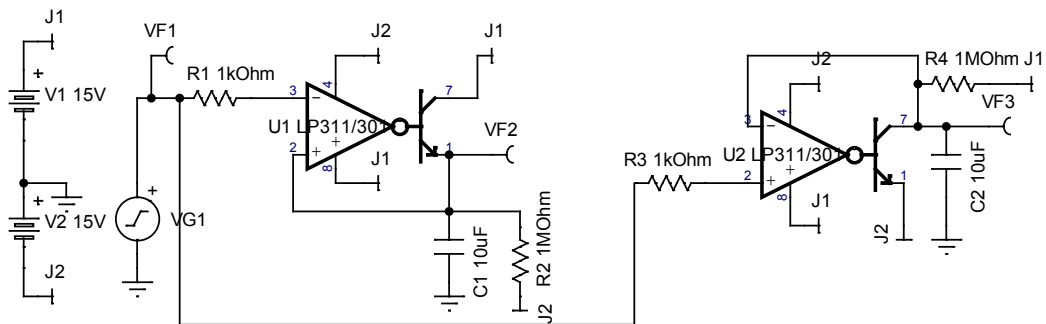 J1
VF1
V1 15V
+
V2 15V
+
J2
VG1
+
R1 1kOhm
3
4
J2
J1
7
U1 LP311/301
2
8
J1
1
VF2
C1 10uF
R2 1MOhm
J2
R3 1kOhm
3
4
J2
R4 1MOhm
J1
7
VF3
U2 LP311/301
2
8
J1
1
J2
C2 10uF